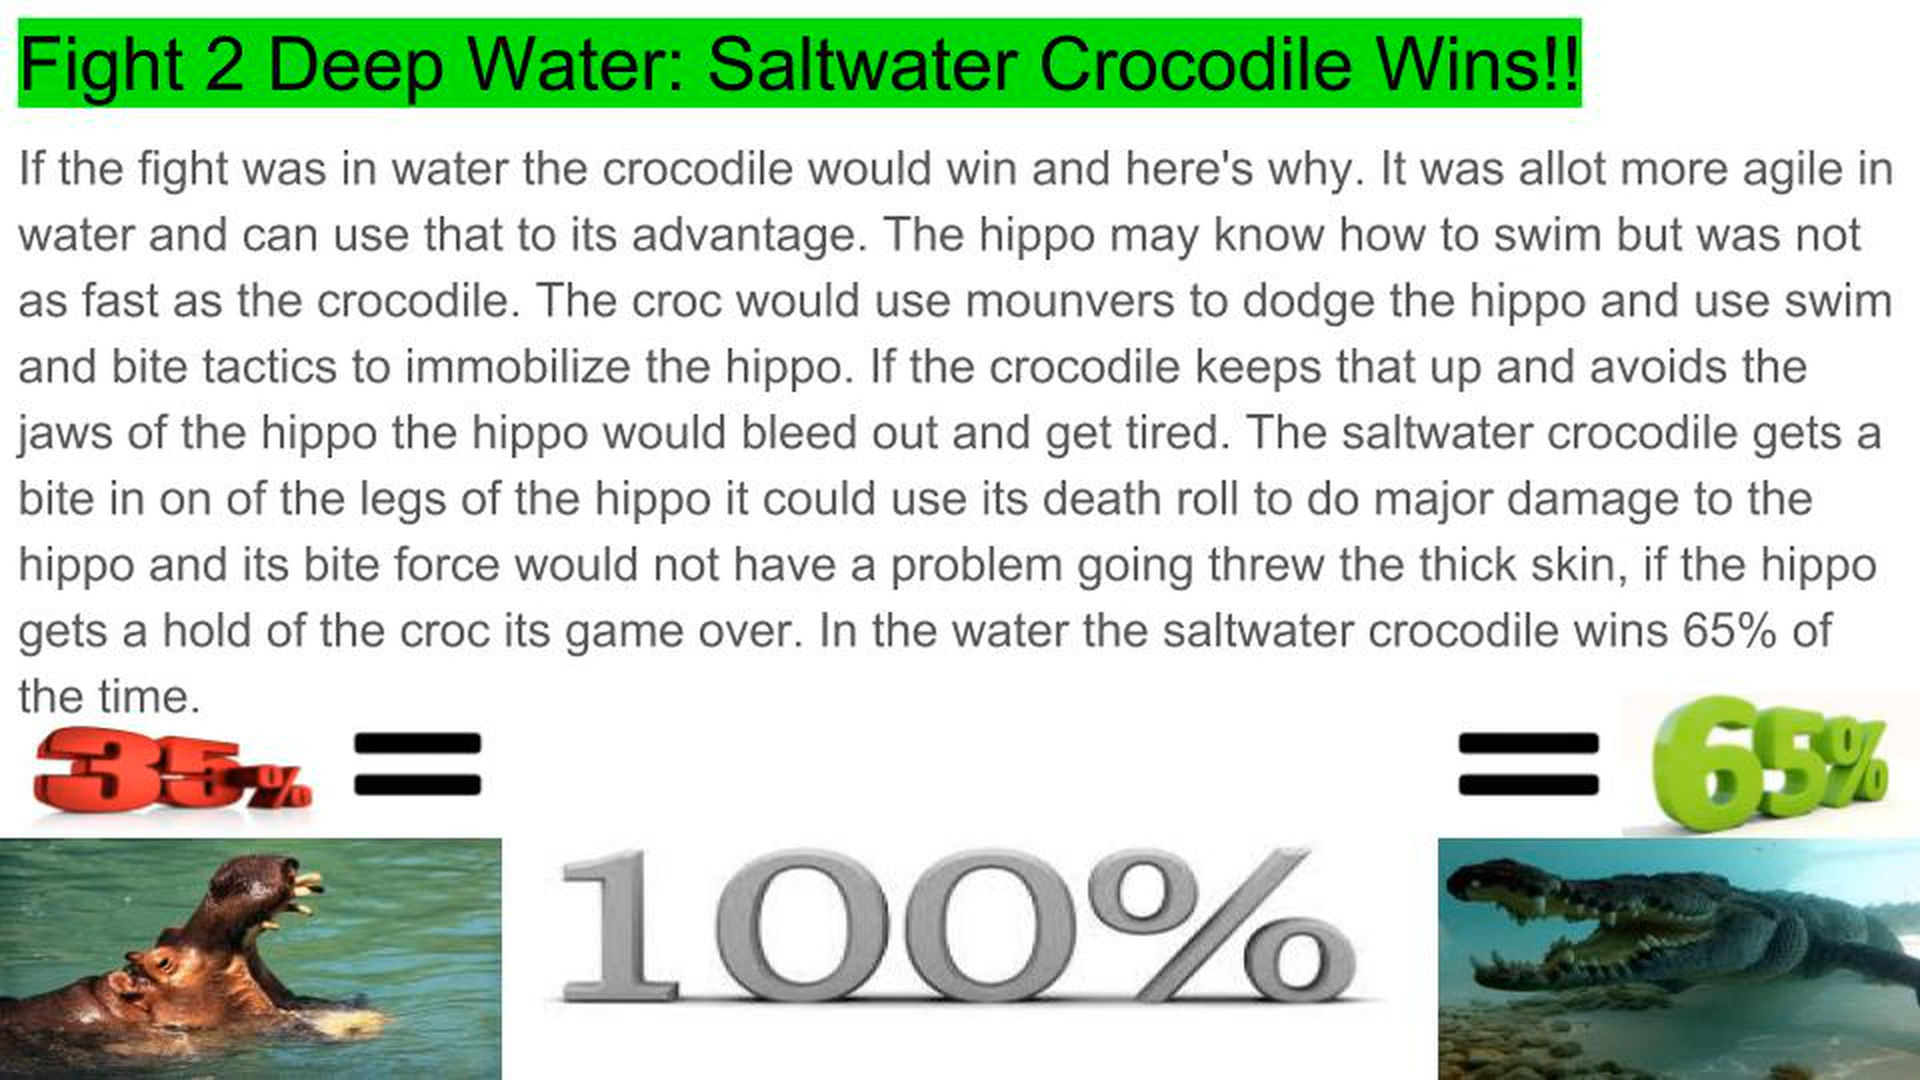 Fight 2 Deep Water: Saltwater Crocodile Wins!!
If the fight was in water the crocodile would win and here's why. It was allot more agile in
water and can use that to its advantage. The hippo may know how to swim but was not
as fast as the crocodile. The croc would use mounvers to dodge the hippo and use swim
and bite tactics to immobilize the hippo. If the crocodile keeps that up and avoids the
jaws of the hippo the hippo would bleed out and get tired. The saltwater crocodile gets a
bite in on of the legs of the hippo it could use its death roll to do major damage to the
hippo and its bite force would not have a problem going threw the thick skin, if the hippo
gets a hold of the croc its game over. In the water the saltwater crocodile wins 65% of
the time.
35% =
= 65%
100%